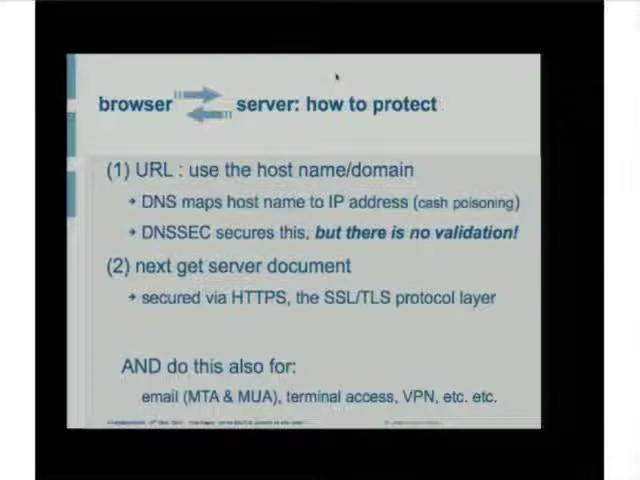 browser server: how to protect
(1) URL : use the host name/domain
DNS maps host name to IP address (cash poisoning)
DNSSEC secures this, but there is no validation!
(2) next get server document
secured via HTTPS, the SSL/TLS protocol layer
AND do this also for:
email (MTA & MUA), terminal access, VPN, etc. etc.